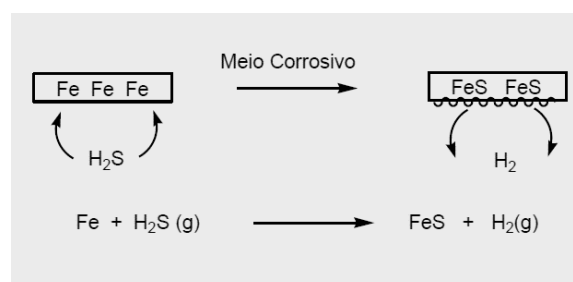 Meio Corrosivo
Fe Fe Fe
FeS FeS
H₂S
H₂
Fe + H₂S (g)
FeS + H₂(g)